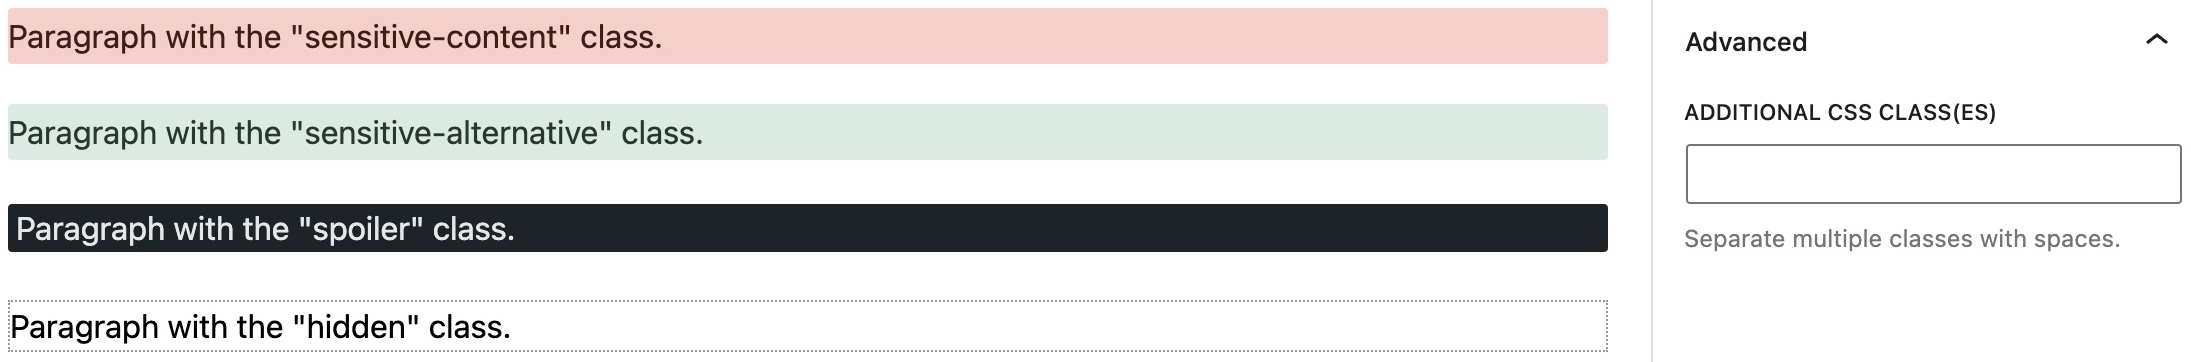 Paragraph with the "sensitive-content" class.
Paragraph with the "sensitive-alternative" class.
Paragraph with the "spoiler" class.
Paragraph with the "hidden" class.
Advanced
ADDITIONAL CSS CLASS(ES)
Separate multiple classes with spaces.